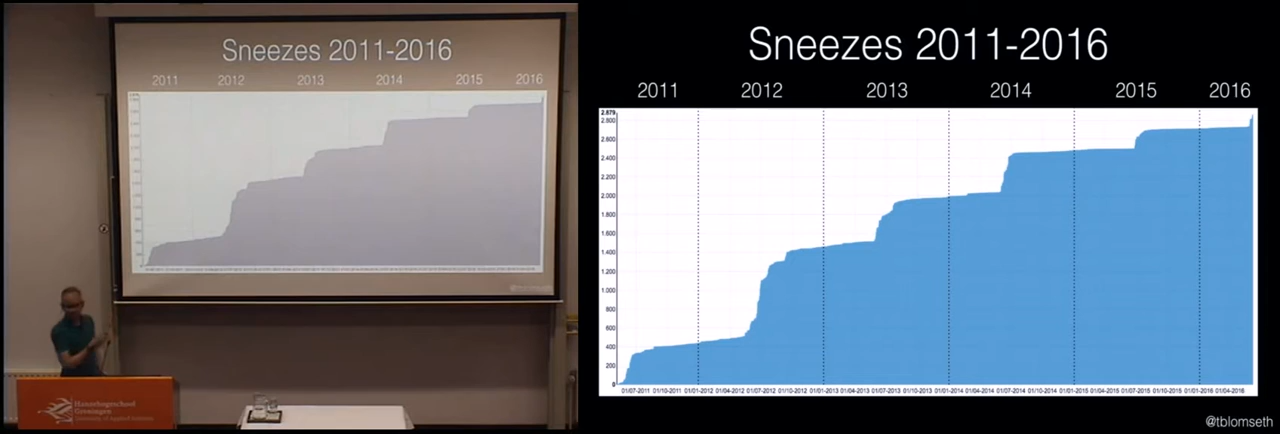 Sneezes 2011-2016
2011 2012 2013 2014 2015 2016
@tblomseth
Hanzehogeschool
Groningen
University of Applied Sciences
Sneezes 2011-2016
2011 2012 2013 2014 2015 2016
2.879
2.800
2.600
2.400
2.200
2.000
1.800
1.600
1.400
1.200
1.000
800
600
400
200
0
01/07-2011 01/10-2011 01/01-2012 01/04-2012 01/07-2012 01/10-2012 01/01-2013 01/04-2013 01/07-2013 01/10-2013 01/01-2014 01/04-2014 01/07-2014 01/10-2014 01/01-2015 01/04-2015 01/07-2015 01/10-2015 01/01-2016 01/04-2016
@tblomseth